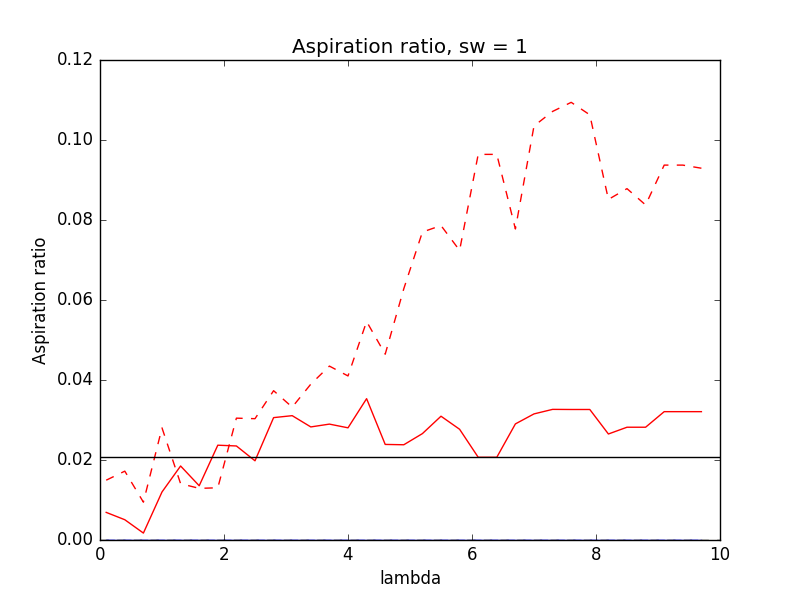 Aspiration ratio, sw = 1
0.12
0.10
0.08
0.06
0.04
0.02
0.00
Aspiration ratio
0 2 4 6 8 10
lambda